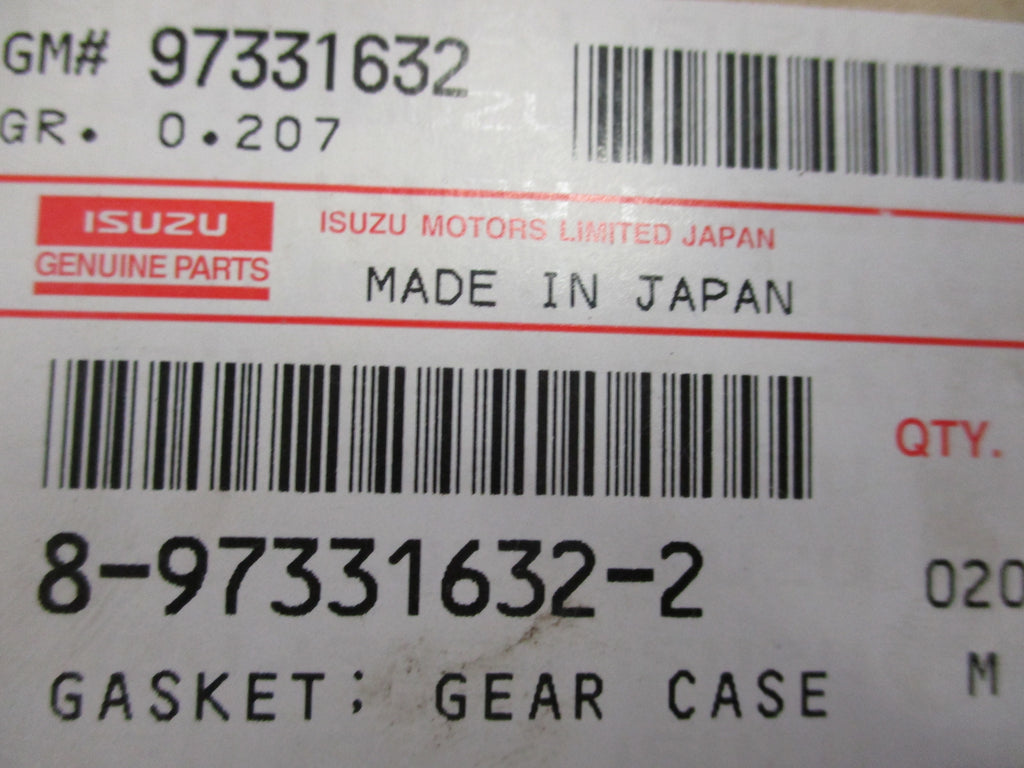 GM# 97331632
GR. 0.207
ISUZU
GENUINE PARTS
ISUZU MOTORS LIMITED JAPAN
MADE IN JAPAN
QTY.
8-97331632-2
020
GASKET; GEAR CASE
M